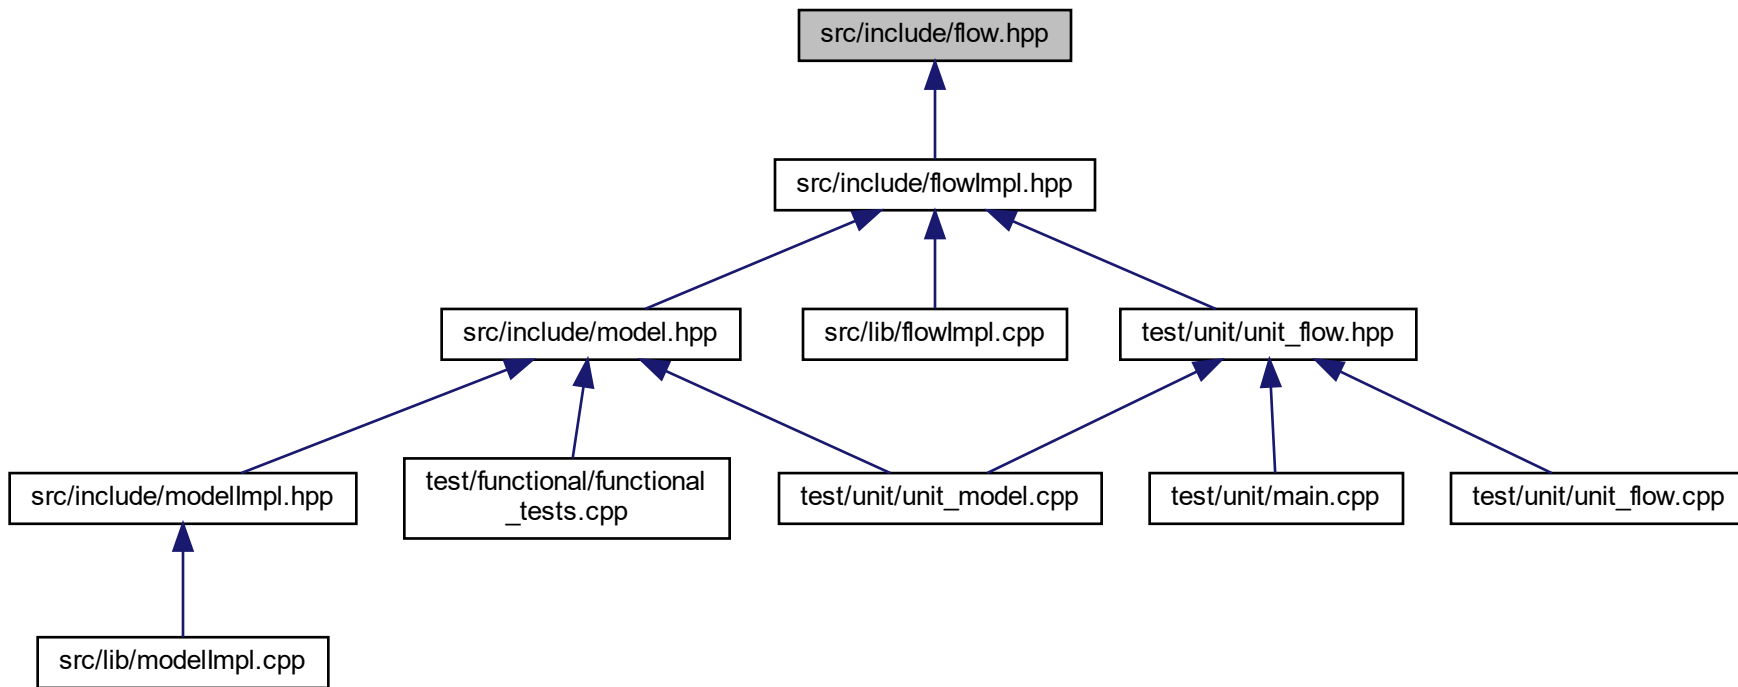 src/include/flow.hpp
src/include/flowImpl.hpp
src/include/model.hpp
src/lib/flowImpl.cpp
test/unit/unit_flow.hpp
src/include/modelImpl.hpp
test/functional/functional
_tests.cpp
test/unit/unit_model.cpp
test/unit/main.cpp
test/unit/unit_flow.cpp
src/lib/modelImpl.cpp